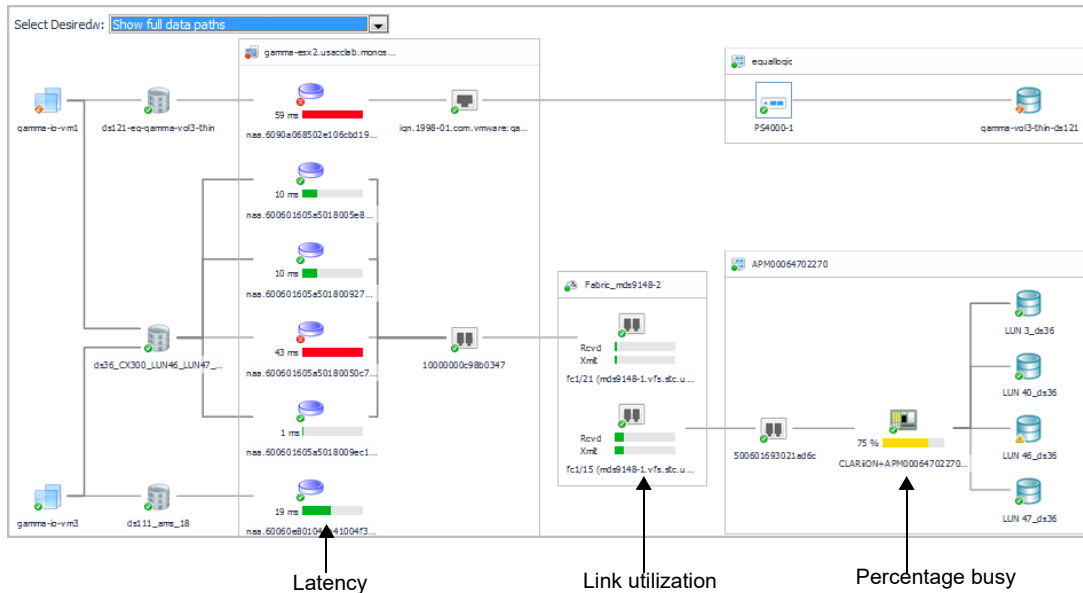 Select Desired w: Show full data paths
gamma-esx2.usacclab.monos...
equallogic
59 ms
gamma-io-vm1
ds121-eq-gamma-vol3-thin
naa.6090a068502e106cbd19...
iqn.1998-01.com.vmware:ga...
PS4000-1
gamma-vol3-thin-ds121
10 ms
naa.600601605a5018005e8...
APM00064702270
10 ms
naa.600601605a501800927...
Fabric_mds9148-2
LUN 3_ds36
Rcvd
Xmit
43 ms
ds36_CX300_LUN46_LUN47_...
naa.600601605a50180050c7...
10000000c98b0347
fc1/21 (mds9148-1.vfs.stc.u...
LUN 40_ds36
1 ms
naa.600601605a5018009ec1...
Rcvd
Xmit
75 %
500601693021ad6c
CLARiiON+APM00064702270...
LUN 46_ds36
fc1/15 (mds9148-1.vfs.stc.u...
19 ms
gamma-io-vm3
ds111_ams_18
LUN 47_ds36
Latency
Link utilization
Percentage busy